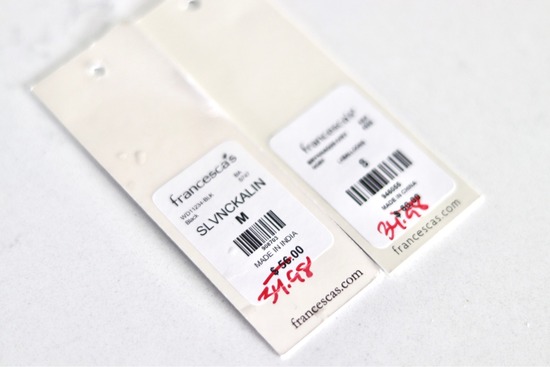 francesca's
WD11234-BLK
Black
SLVNCKALIN
M
MADE IN INDIA
$ 56.00
34.98
francescas.com
francesca's
S
MADE IN CHINA
34.98
francescas.com